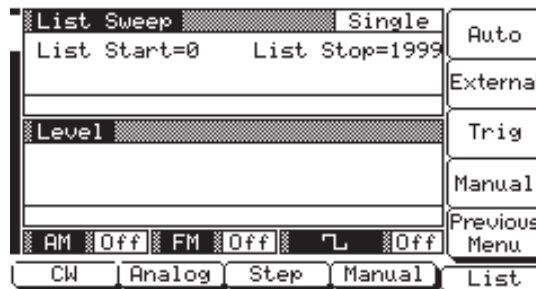 List Sweep Single
List Start=0 List Stop=1999
Level
AM Off FM Off Off
Auto
Externa
Trig
Manual
Previous
Menu
CW Analog Step Manual List